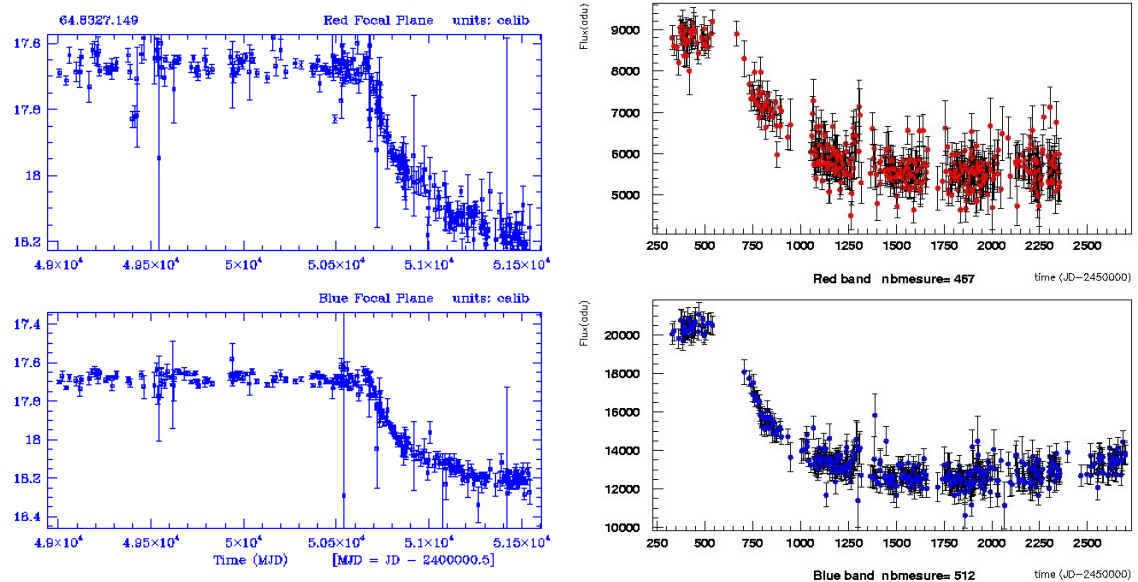 64.8327.149
Red Focal Plane units: calib
17.6
17.8
18
18.2
4.9×10⁴ 4.95×10⁴ 5×10⁴ 5.05×10⁴ 5.1×10⁴ 5.15×10⁴
Blue Focal Plane units: calib
17.4
17.6
17.8
18
18.2
18.4
4.9×10⁴ 4.95×10⁴ 5×10⁴ 5.05×10⁴ 5.1×10⁴ 5.15×10⁴
Time (MJD) [MJD = JD − 2400000.5]
Flux(adu)
9000
8000
7000
6000
5000
250 500 750 1000 1250 1500 1750 2000 2250 2500
Red band nbmesure= 467 time (JD−2450000)
Flux(adu)
20000
18000
16000
14000
12000
10000
250 500 750 1000 1250 1500 1750 2000 2250 2500
Blue band nbmesure= 512 time (JD−2450000)